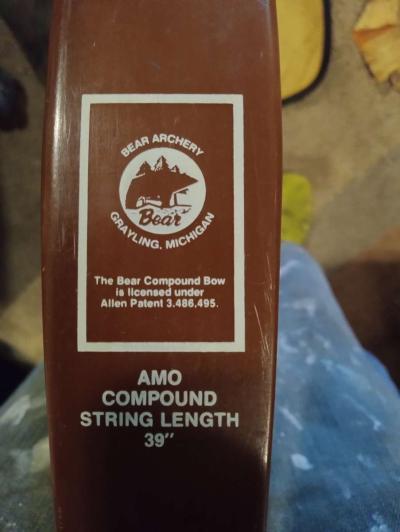 BEAR ARCHERY
Bear
GRAYLING, MICHIGAN
The Bear Compound Bow
is licensed under
Allen Patent 3,486,495.
AMO
COMPOUND
STRING LENGTH
39"